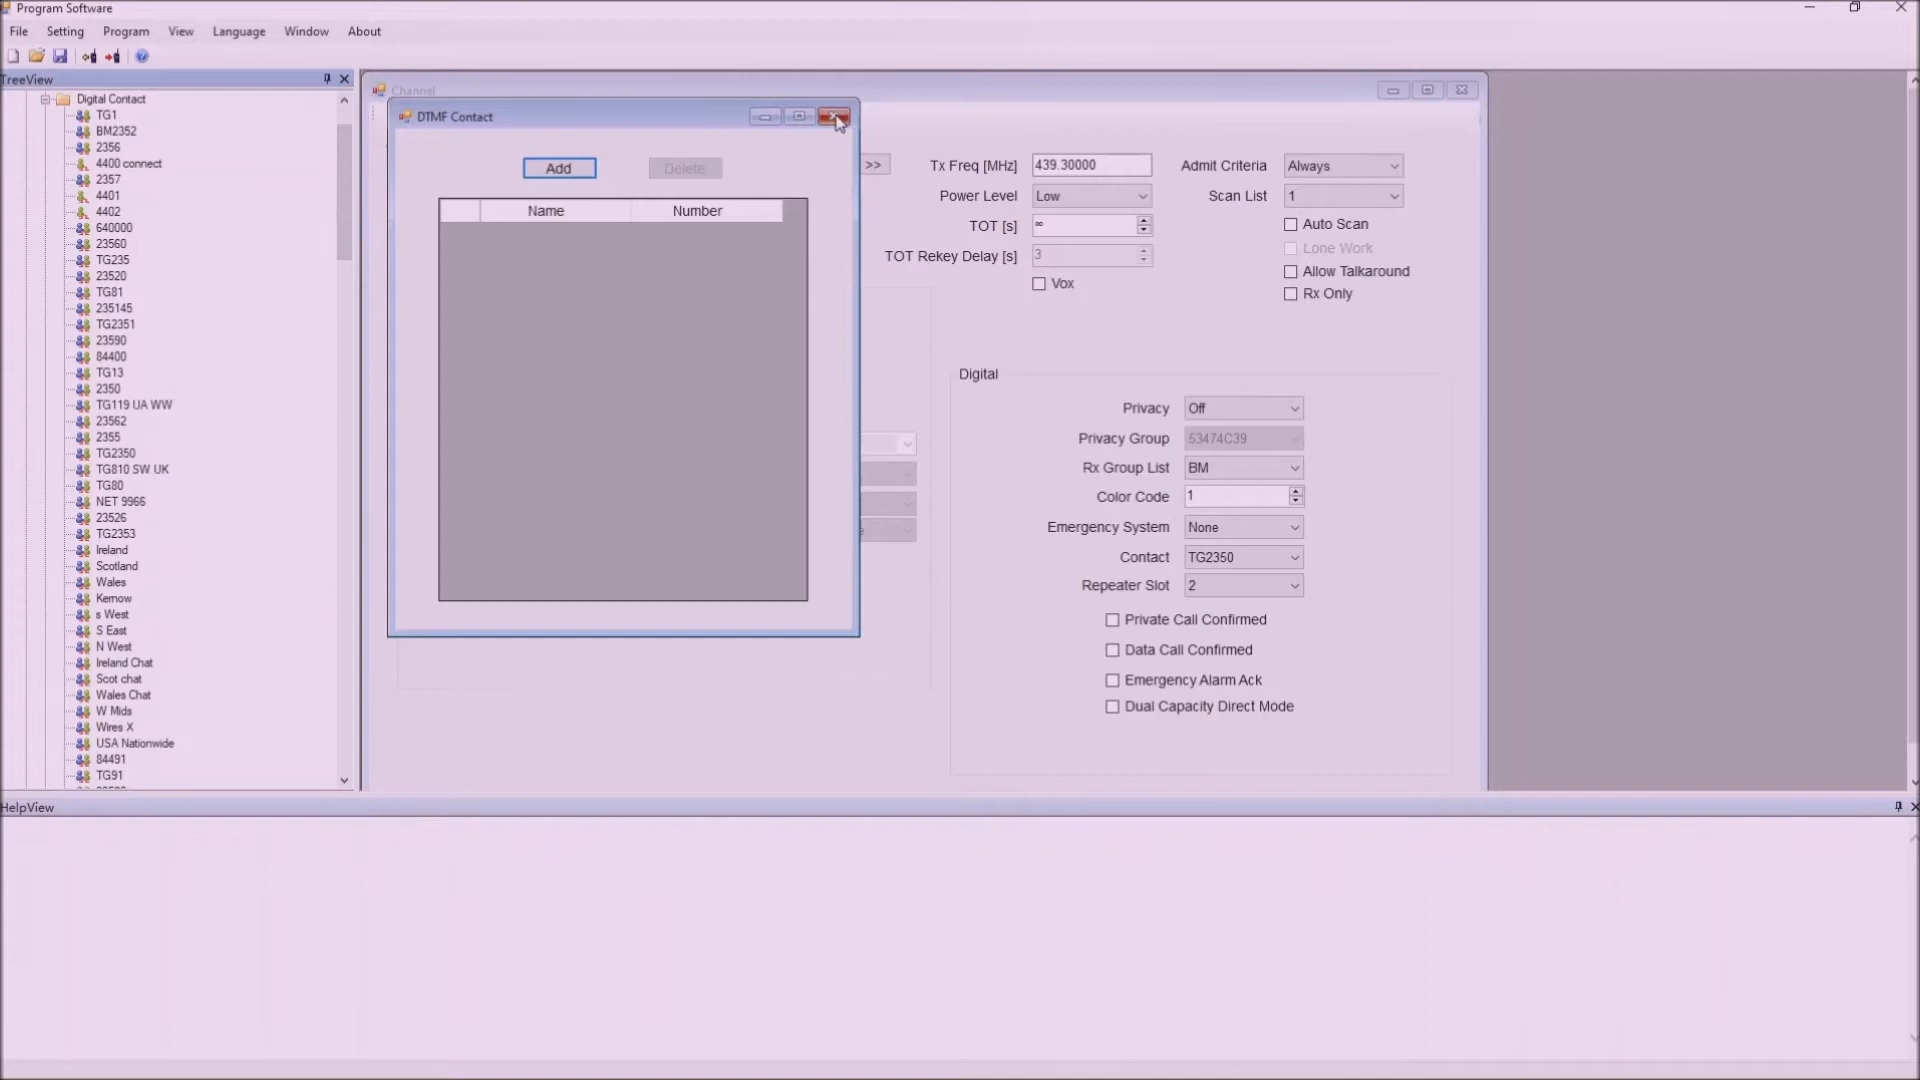 Program Software
File Setting Program View Language Window About
TreeView
Digital Contact
TG1
BM2352
2356
4400 connect
2357
4401
4402
640000
23560
TG235
23520
TG81
235145
TG2351
23590
84400
TG13
2350
TG119 UA WW
23562
2355
TG2350
TG810 SW UK
TG80
NET 9966
23526
TG2353
Ireland
Scotland
Wales
Kernow
s West
S East
N West
Ireland Chat
Scot chat
Wales Chat
W Mids
Wires X
USA Nationwide
84491
TG91
Channel
DTMF Contact
Add Delete
Name Number
>>
Tx Freq [MHz] 439.30000
Power Level Low
TOT [s] ∞
TOT Rekey Delay [s] 3
Vox
Admit Criteria Always
Scan List 1
Auto Scan
Lone Work
Allow Talkaround
Rx Only
Digital
Privacy Off
Privacy Group 53474C39
Rx Group List BM
Color Code 1
Emergency System None
Contact TG2350
Repeater Slot 2
Private Call Confirmed
Data Call Confirmed
Emergency Alarm Ack
Dual Capacity Direct Mode
HelpView